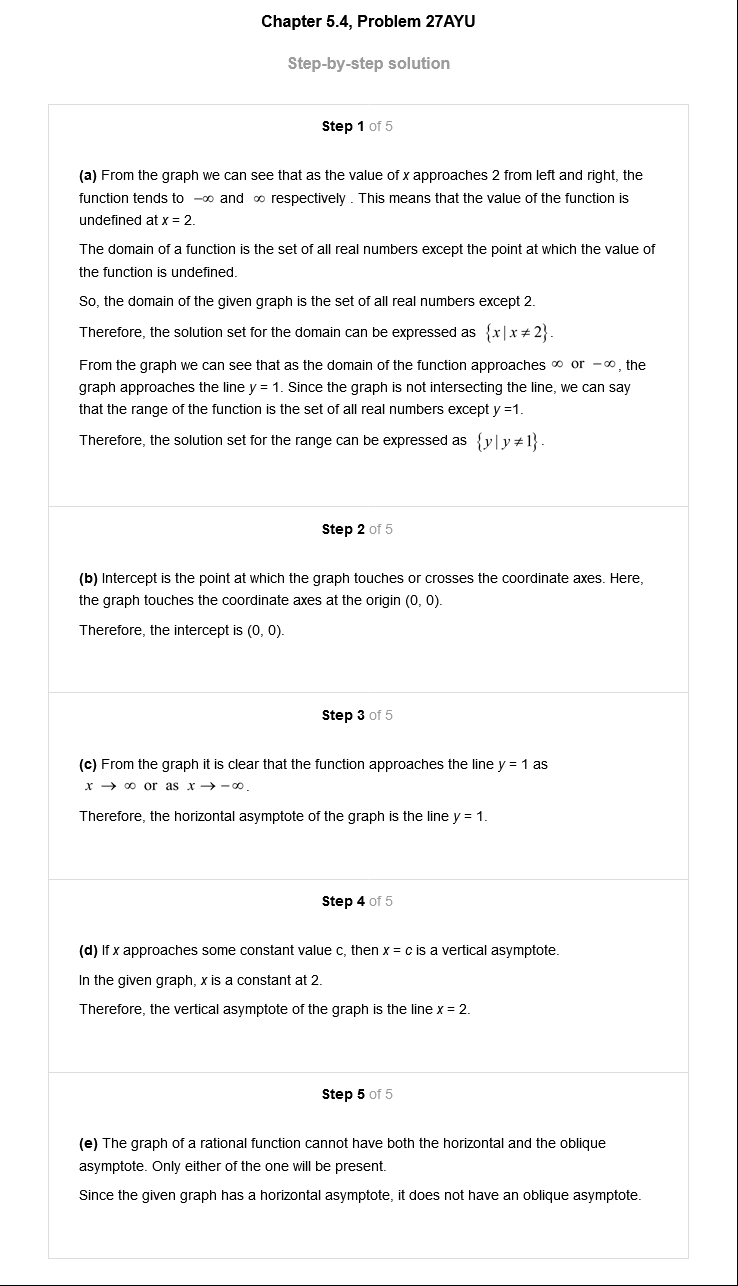 Chapter 5.4, Problem 27AYU
Step-by-step solution
Step 1 of 5
(a) From the graph we can see that as the value of x approaches 2 from left and right, the
function tends to −∞ and ∞ respectively . This means that the value of the function is
undefined at x = 2.
The domain of a function is the set of all real numbers except the point at which the value of
the function is undefined.
So, the domain of the given graph is the set of all real numbers except 2.
Therefore, the solution set for the domain can be expressed as {x | x ≠ 2}.
From the graph we can see that as the domain of the function approaches ∞ or −∞, the
graph approaches the line y = 1. Since the graph is not intersecting the line, we can say
that the range of the function is the set of all real numbers except y =1.
Therefore, the solution set for the range can be expressed as {y | y ≠ 1}.
Step 2 of 5
(b) Intercept is the point at which the graph touches or crosses the coordinate axes. Here,
the graph touches the coordinate axes at the origin (0, 0).
Therefore, the intercept is (0, 0).
Step 3 of 5
(c) From the graph it is clear that the function approaches the line y = 1 as
x → ∞ or as x → −∞.
Therefore, the horizontal asymptote of the graph is the line y = 1.
Step 4 of 5
(d) If x approaches some constant value c, then x = c is a vertical asymptote.
In the given graph, x is a constant at 2.
Therefore, the vertical asymptote of the graph is the line x = 2.
Step 5 of 5
(e) The graph of a rational function cannot have both the horizontal and the oblique
asymptote. Only either of the one will be present.
Since the given graph has a horizontal asymptote, it does not have an oblique asymptote.